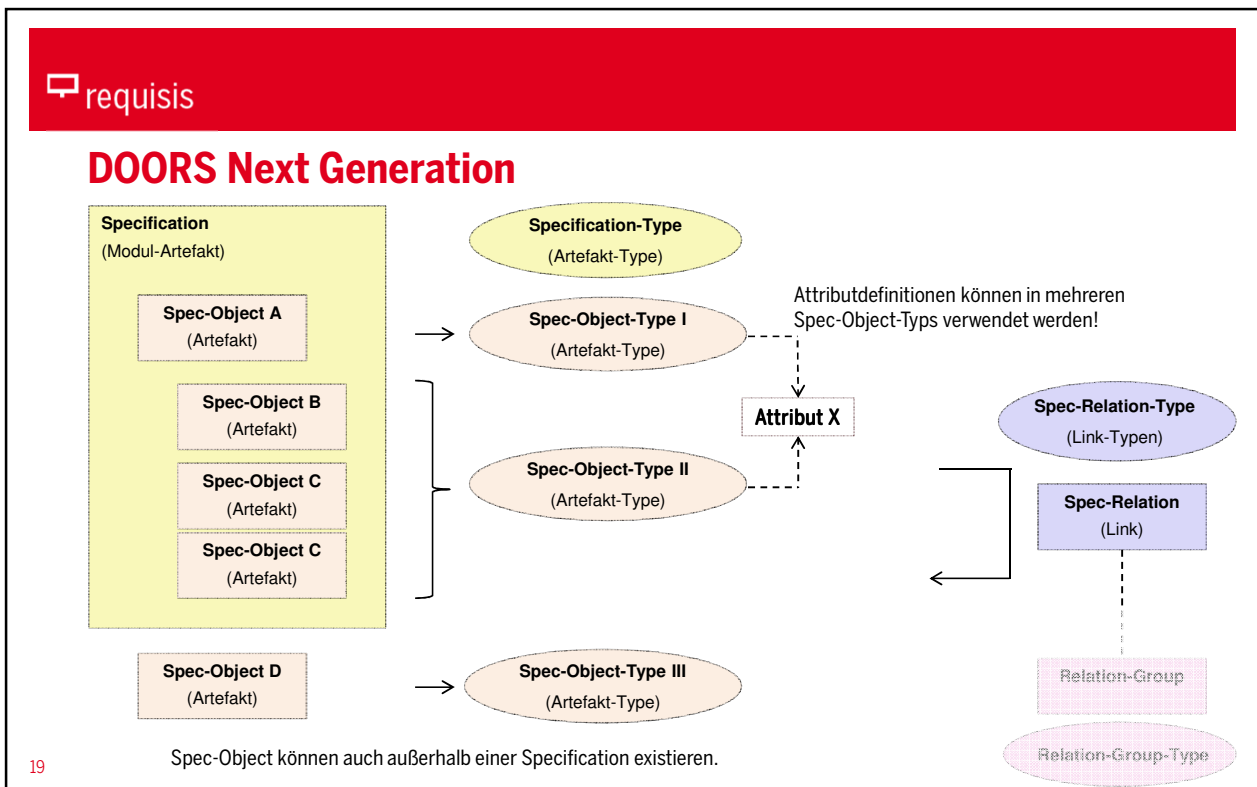 requisis
DOORS Next Generation
Specification
(Modul-Artefakt)
Spec-Object A
(Artefakt)
Spec-Object B
(Artefakt)
Spec-Object C
(Artefakt)
Spec-Object C
(Artefakt)
Spec-Object D
(Artefakt)
Specification-Type
(Artefakt-Type)
Spec-Object-Type I
(Artefakt-Type)
Spec-Object-Type II
(Artefakt-Type)
Spec-Object-Type III
(Artefakt-Type)
Attributdefinitionen können in mehreren
Spec-Object-Typs verwendet werden!
Attribut X
Spec-Relation-Type
(Link-Typen)
Spec-Relation
(Link)
Relation-Group
Relation-Group-Type
Spec-Object können auch außerhalb einer Specification existieren.
19